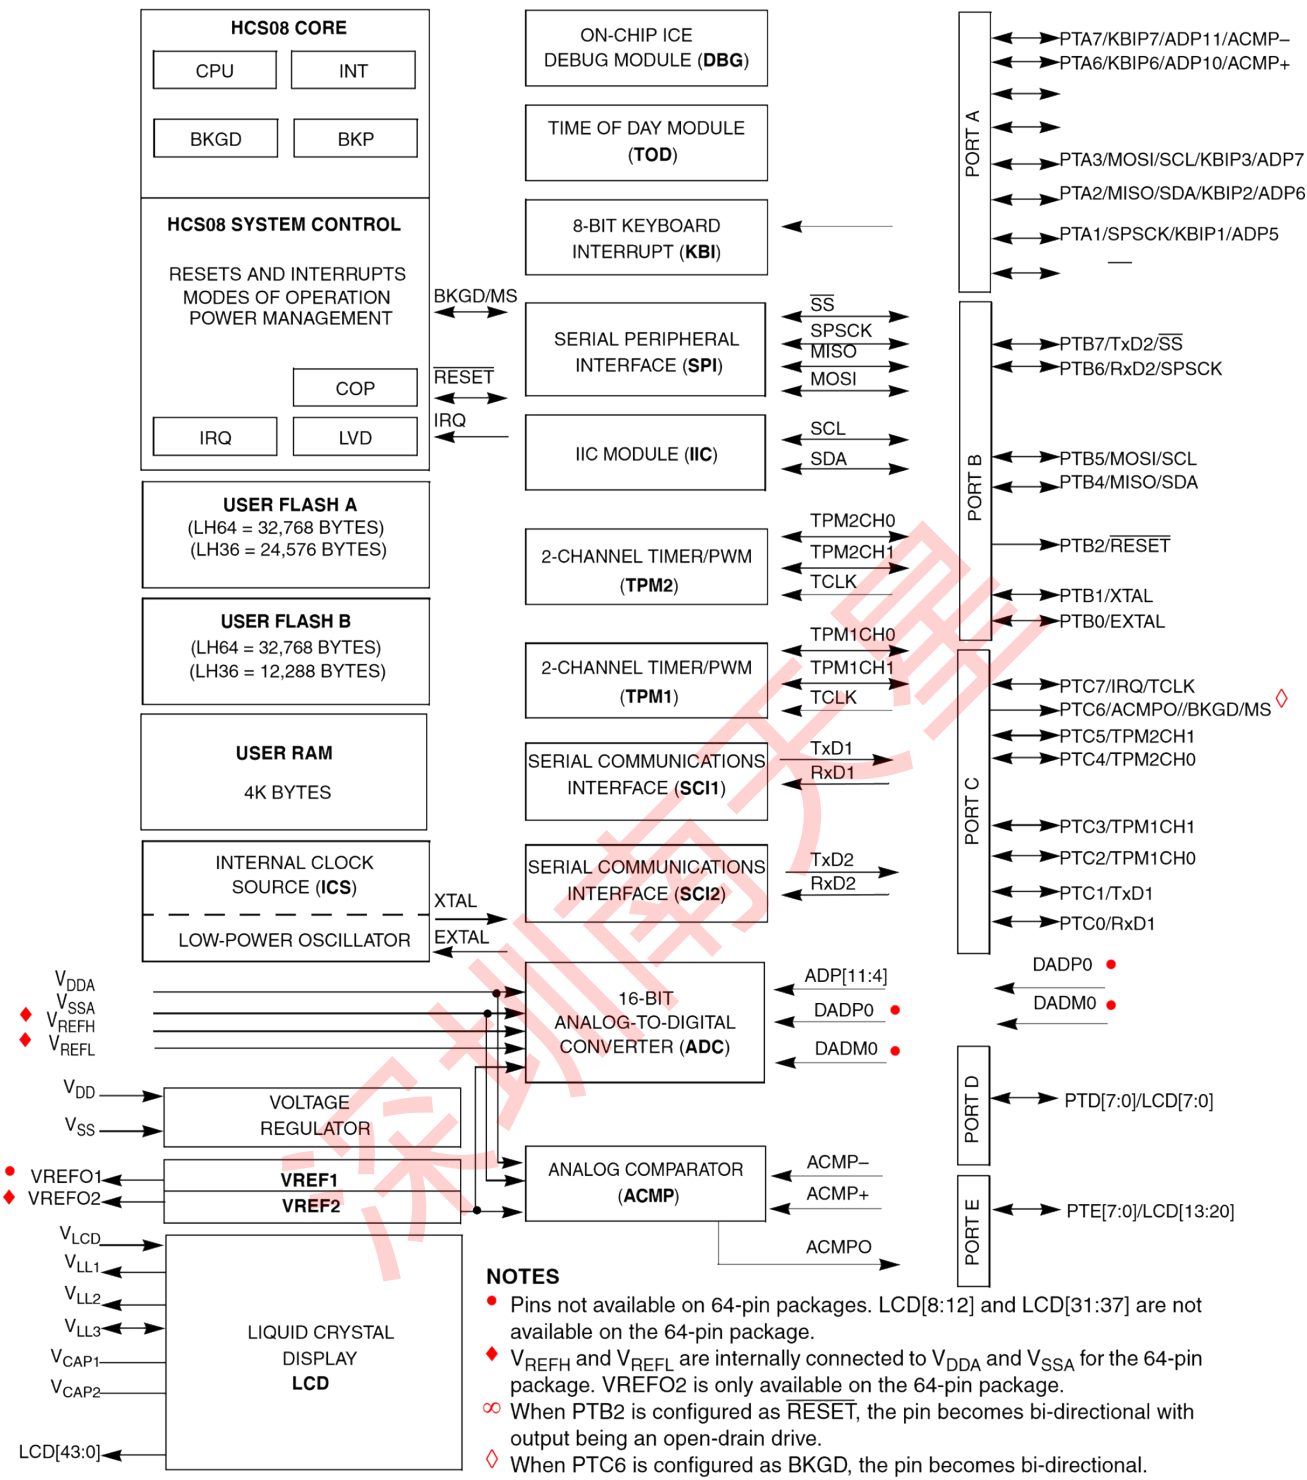 HCS08 CORE
CPU
INT
BKGD
BKP
HCS08 SYSTEM CONTROL
RESETS AND INTERRUPTS
MODES OF OPERATION
POWER MANAGEMENT
COP
IRQ
LVD
BKGD/MS
RESET
IRQ
USER FLASH A
(LH64 = 32,768 BYTES)
(LH36 = 24,576 BYTES)
USER FLASH B
(LH64 = 32,768 BYTES)
(LH36 = 12,288 BYTES)
USER RAM
4K BYTES
INTERNAL CLOCK
SOURCE (ICS)
LOW-POWER OSCILLATOR
XTAL
EXTAL
VDDA
VSSA
VREFH
VREFL
VDD
VSS
VOLTAGE
REGULATOR
VREFO1
VREFO2
VREF1
VREF2
VLCD
VLL1
VLL2
VLL3
VCAP1
VCAP2
LCD[43:0]
LIQUID CRYSTAL
DISPLAY
LCD
ON-CHIP ICE
DEBUG MODULE (DBG)
TIME OF DAY MODULE
(TOD)
8-BIT KEYBOARD
INTERRUPT (KBI)
SERIAL PERIPHERAL
INTERFACE (SPI)
SS
SPSCK
MISO
MOSI
IIC MODULE (IIC)
SCL
SDA
2-CHANNEL TIMER/PWM
(TPM2)
TPM2CH0
TPM2CH1
TCLK
2-CHANNEL TIMER/PWM
(TPM1)
TPM1CH0
TPM1CH1
TCLK
SERIAL COMMUNICATIONS
INTERFACE (SCI1)
TxD1
RxD1
SERIAL COMMUNICATIONS
INTERFACE (SCI2)
TxD2
RxD2
16-BIT
ANALOG-TO-DIGITAL
CONVERTER (ADC)
ADP[11:4]
DADP0
DADM0
ANALOG COMPARATOR
(ACMP)
ACMP–
ACMP+
ACMPO
PORT A
PTA7/KBIP7/ADP11/ACMP–
PTA6/KBIP6/ADP10/ACMP+
PTA3/MOSI/SCL/KBIP3/ADP7
PTA2/MISO/SDA/KBIP2/ADP6
PTA1/SPSCK/KBIP1/ADP5
PORT B
PTB7/TxD2/SS
PTB6/RxD2/SPSCK
PTB5/MOSI/SCL
PTB4/MISO/SDA
PTB2/RESET
PTB1/XTAL
PTB0/EXTAL
PORT C
PTC7/IRQ/TCLK
PTC6/ACMPO//BKGD/MS ◊
PTC5/TPM2CH1
PTC4/TPM2CH0
PTC3/TPM1CH1
PTC2/TPM1CH0
PTC1/TxD1
PTC0/RxD1
DADP0
DADM0
PORT D
PTD[7:0]/LCD[7:0]
PORT E
PTE[7:0]/LCD[13:20]
NOTES
● Pins not available on 64-pin packages. LCD[8:12] and LCD[31:37] are not
available on the 64-pin package.
◆ VREFH and VREFL are internally connected to VDDA and VSSA for the 64-pin
package. VREFO2 is only available on the 64-pin package.
∞ When PTB2 is configured as RESET, the pin becomes bi-directional with
output being an open-drain drive.
◊ When PTC6 is configured as BKGD, the pin becomes bi-directional.
深圳南天星